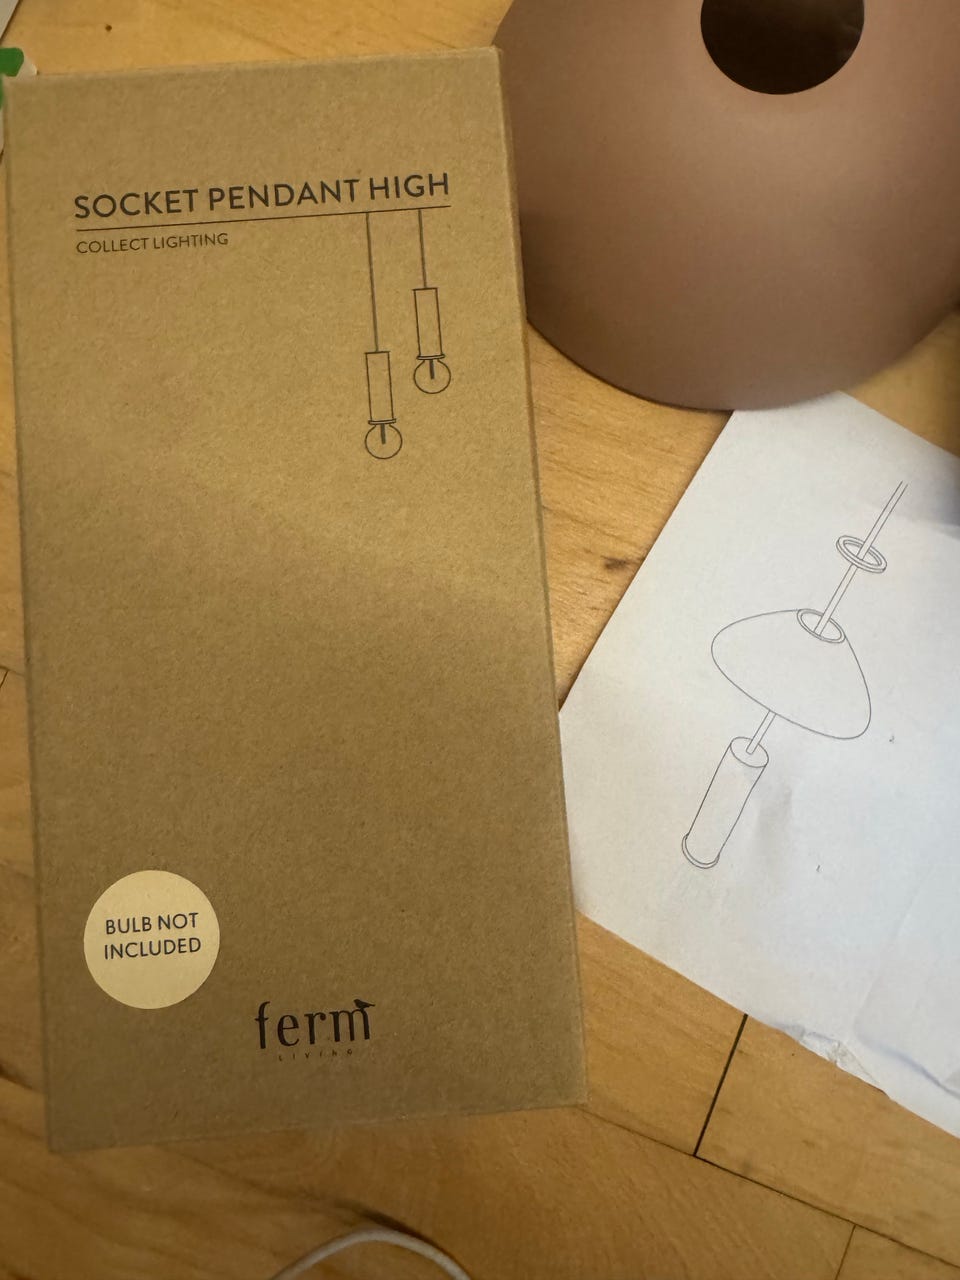 SOCKET PENDANT HIGH
COLLECT LIGHTING
BULB NOT
INCLUDED
ferm
LIVING